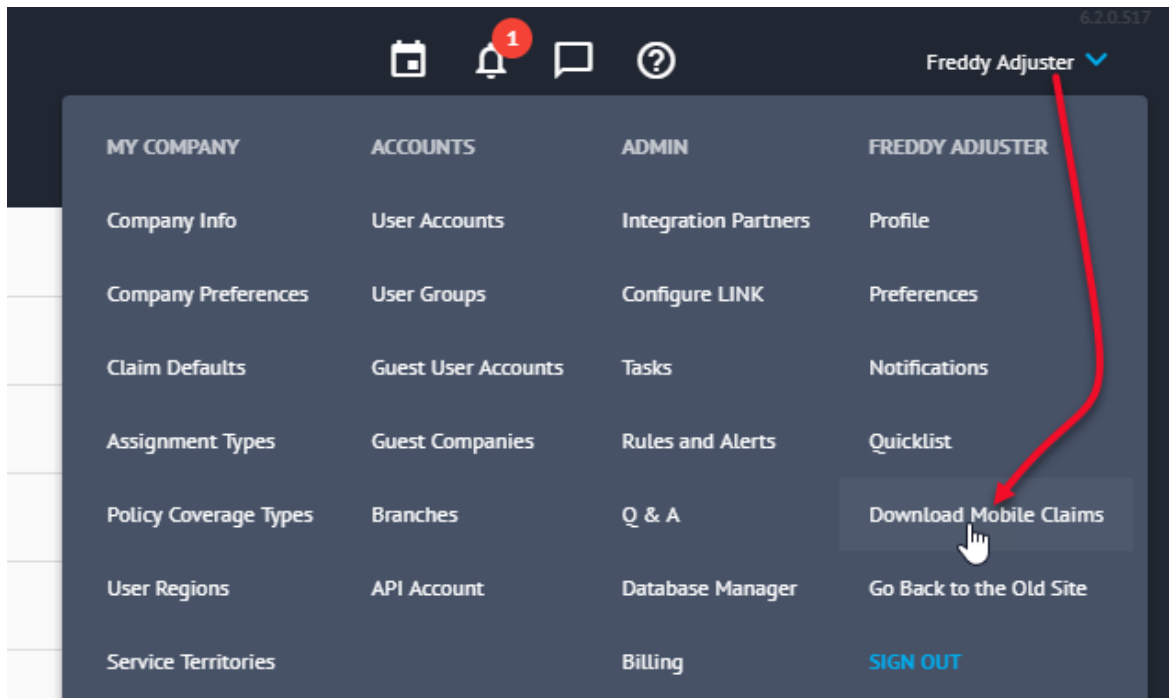 6.2.0.517
1
Freddy Adjuster
MY COMPANY
Company Info
Company Preferences
Claim Defaults
Assignment Types
Policy Coverage Types
User Regions
Service Territories
ACCOUNTS
User Accounts
User Groups
Guest User Accounts
Guest Companies
Branches
API Account
ADMIN
Integration Partners
Configure LINK
Tasks
Rules and Alerts
Q & A
Database Manager
Billing
FREDDY ADJUSTER
Profile
Preferences
Notifications
Quicklist
Download Mobile Claims
Go Back to the Old Site
SIGN OUT